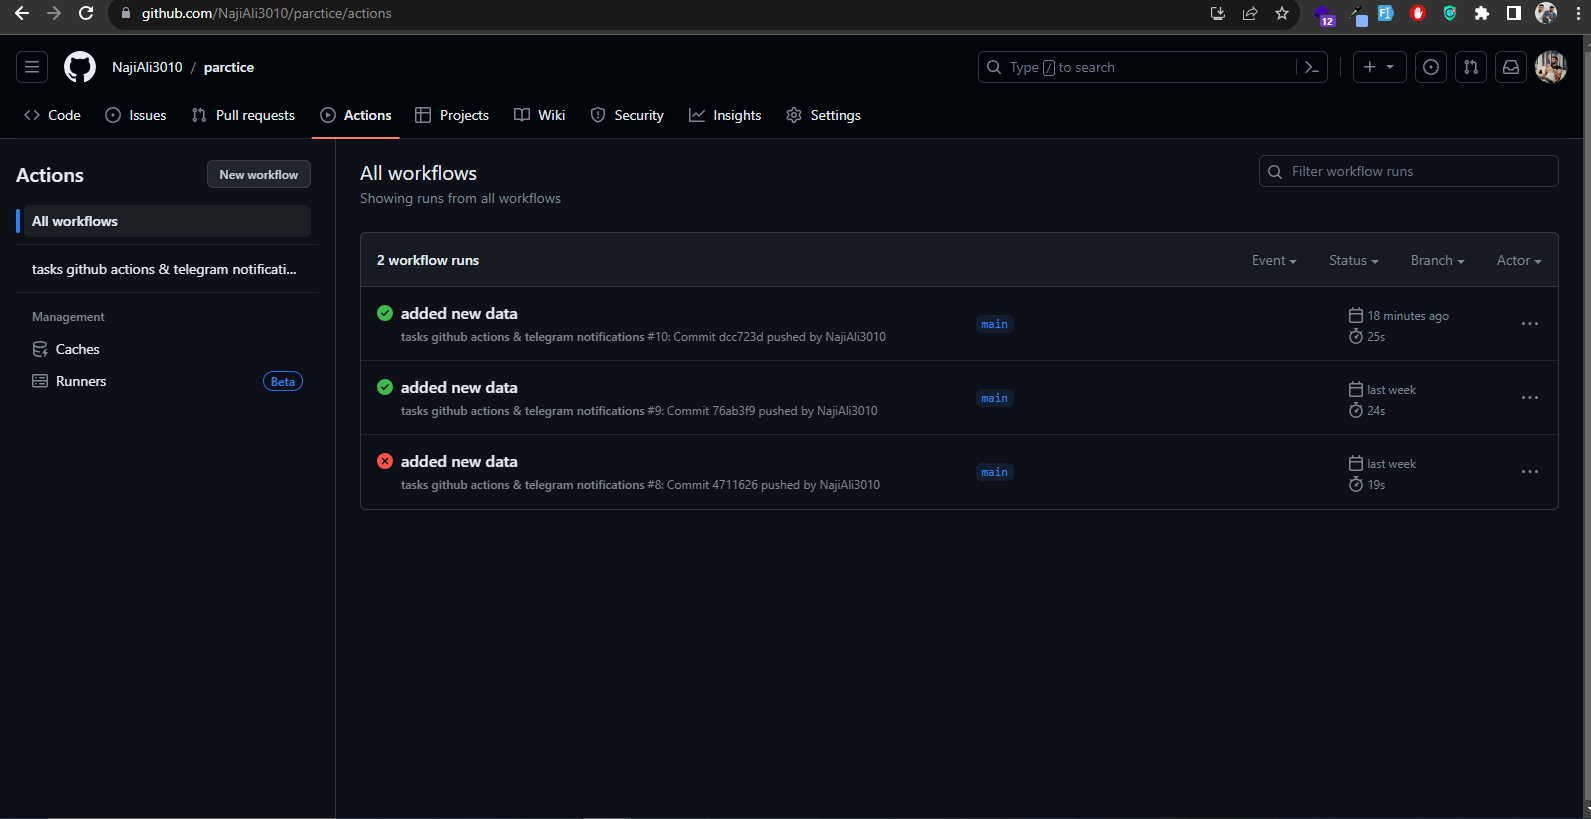 github.com/NajiAli3010/parctice/actions
12
NajiAli3010 / parctice
Type / to search
Code
Issues
Pull requests
Actions
Projects
Wiki
Security
Insights
Settings
Actions
New workflow
All workflows
tasks github actions & telegram notificati...
Management
Caches
Runners
Beta
All workflows
Showing runs from all workflows
Filter workflow runs
2 workflow runs
Event
Status
Branch
Actor
added new data
tasks github actions & telegram notifications #10: Commit dcc723d pushed by NajiAli3010
main
18 minutes ago
25s
added new data
tasks github actions & telegram notifications #9: Commit 76ab3f9 pushed by NajiAli3010
main
last week
24s
added new data
tasks github actions & telegram notifications #8: Commit 4711626 pushed by NajiAli3010
main
last week
19s